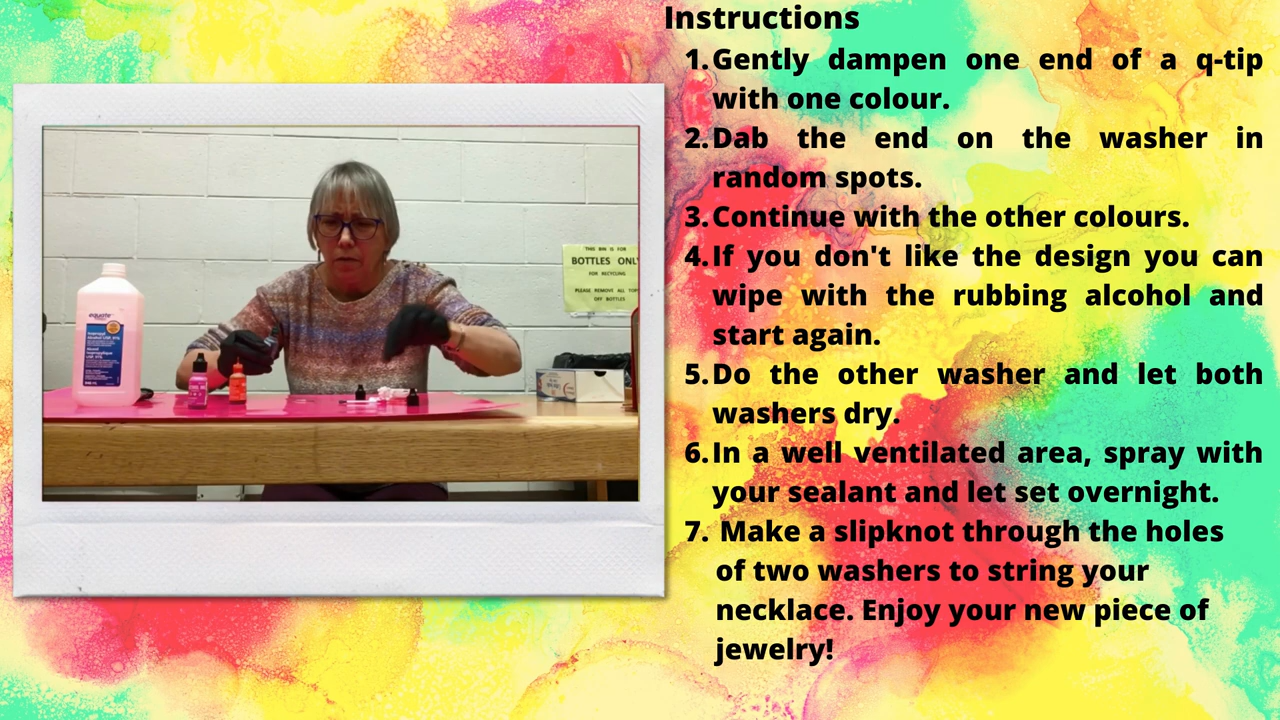 Instructions
1. Gently dampen one end of a q-tip
with one colour.
2. Dab the end on the washer in
random spots.
3. Continue with the other colours.
4. If you don't like the design you can
wipe with the rubbing alcohol and
start again.
5. Do the other washer and let both
washers dry.
6. In a well ventilated area, spray with
your sealant and let set overnight.
7. Make a slipknot through the holes
of two washers to string your
necklace. Enjoy your new piece of
jewelry!
THIS BIN IS FOR
BOTTLES ONLY
FOR RECYCLING
PLEASE REMOVE ALL TOP
OFF BOTTLES
equate